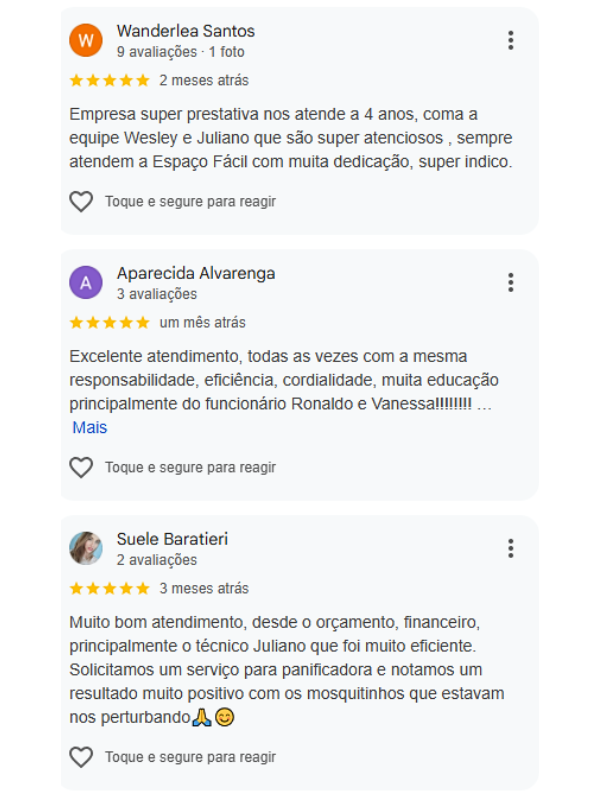 W
Wanderlea Santos
9 avaliações · 1 foto
2 meses atrás
Empresa super prestativa nos atende a 4 anos, coma a
equipe Wesley e Juliano que são super atenciosos , sempre
atendem a Espaço Fácil com muita dedicação, super indico.
Toque e segure para reagir
A
Aparecida Alvarenga
3 avaliações
um mês atrás
Excelente atendimento, todas as vezes com a mesma
responsabilidade, eficiência, cordialidade, muita educação
principalmente do funcionário Ronaldo e Vanessa!!!!!!!! …
Mais
Toque e segure para reagir
Suele Baratieri
2 avaliações
3 meses atrás
Muito bom atendimento, desde o orçamento, financeiro,
principalmente o técnico Juliano que foi muito eficiente.
Solicitamos um serviço para panificadora e notamos um
resultado muito positivo com os mosquitinhos que estavam
nos perturbando🙏😊
Toque e segure para reagir